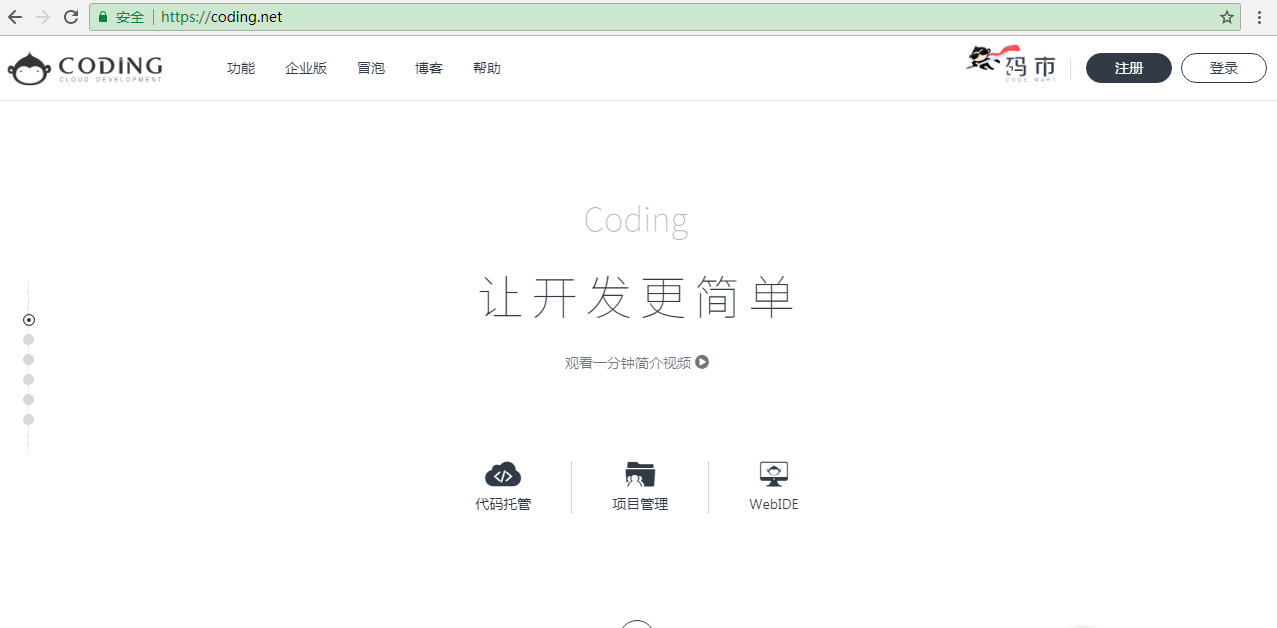 安全 https://coding.net
CODING
CLOUD DEVELOPMENT
功能 企业版 冒泡 博客 帮助
码市
CODE MART
注册 登录
Coding
让开发更简单
观看一分钟简介视频
代码托管 项目管理 WebIDE